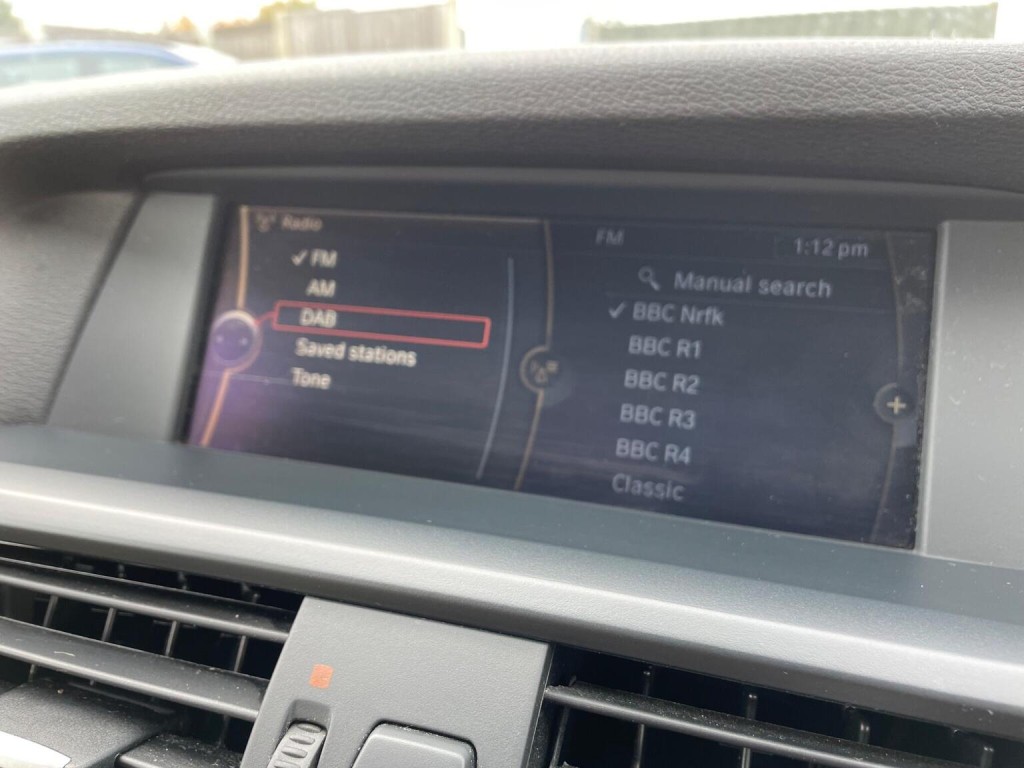 Radio
✓ FM
AM
DAB
Saved stations
Tone
FM 1:12 pm
Manual search
✓ BBC Nrfk
BBC R1
BBC R2
BBC R3
BBC R4
Classic